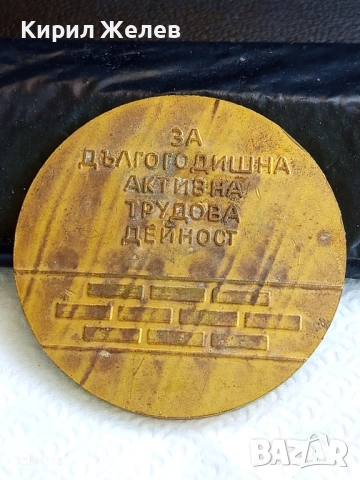 Кирил Желев
ЗА
ДЪЛГОГОДИШНА
АКТИВНА
ТРУДОВА
ДЕЙНОСТ
BAZAR